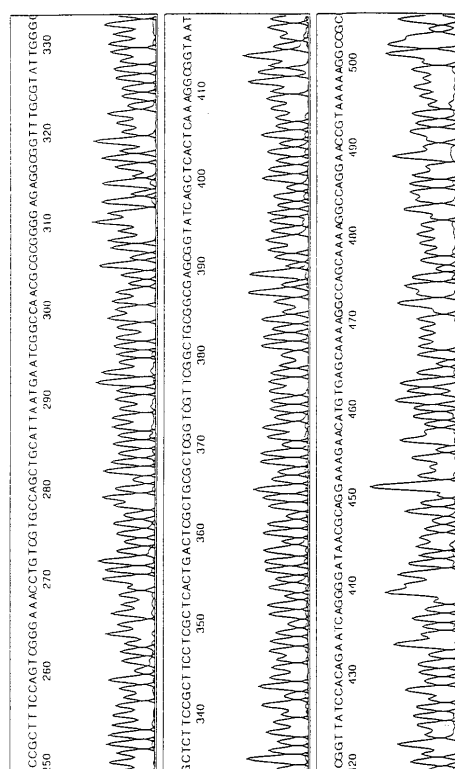 CCGCTTTCCAGTCGGGAAACCTGTCGTGCCAGCTGCATTAATGAATCGGCCAACGCGCGGGGAGAGGCGGTTTGCGTATTGGGC
250 260 270 280 290 300 310 320 330
GCTCTTCCGCTTCCTCGCTCACTGACTCGCTGCGCTCGGTCGTTCGGCTGCGGCGAGCGGTATCAGCTCACTCAAAGGCGGTAAT
340 350 360 370 380 390 400 410
CGGTTATCCACAGAATCAGGGGATAACGCAGGAAAGAACATGTGAGCAAAAGGCCAGCAAAAGGCCAGGAACCGTAAAAAGGCCGC
420 430 440 450 460 470 480 490 500